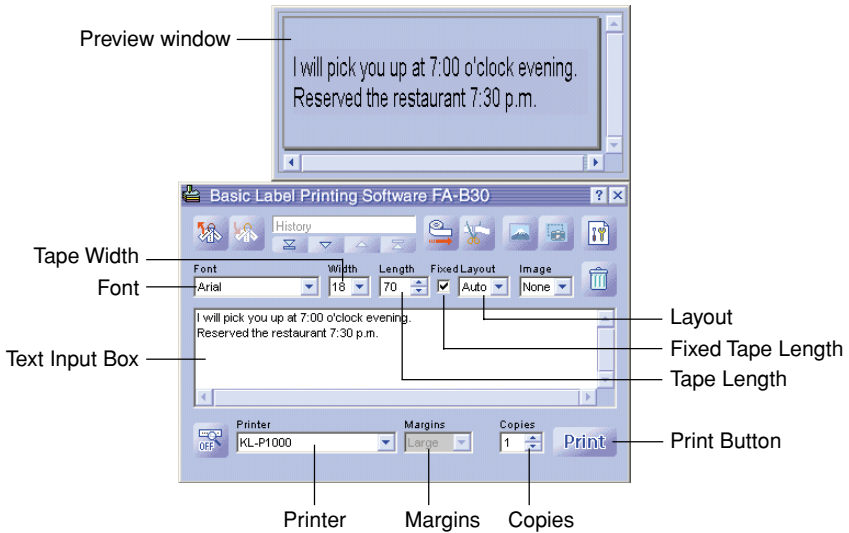 Preview window
I will pick you up at 7:00 o'clock evening.
Reserved the restaurant 7:30 p.m.
Basic Label Printing Software FA-B30
? ×
History
Tape Width
Font
Font Width Length Fixed Layout Image
Arial 18 70 Auto None
I will pick you up at 7:00 o'clock evening.
Reserved the restaurant 7:30 p.m.
Text Input Box
Layout
Fixed Tape Length
Tape Length
Printer Margins Copies
OFF KL-P1000 Large 1 Print
Print Button
Printer Margins Copies